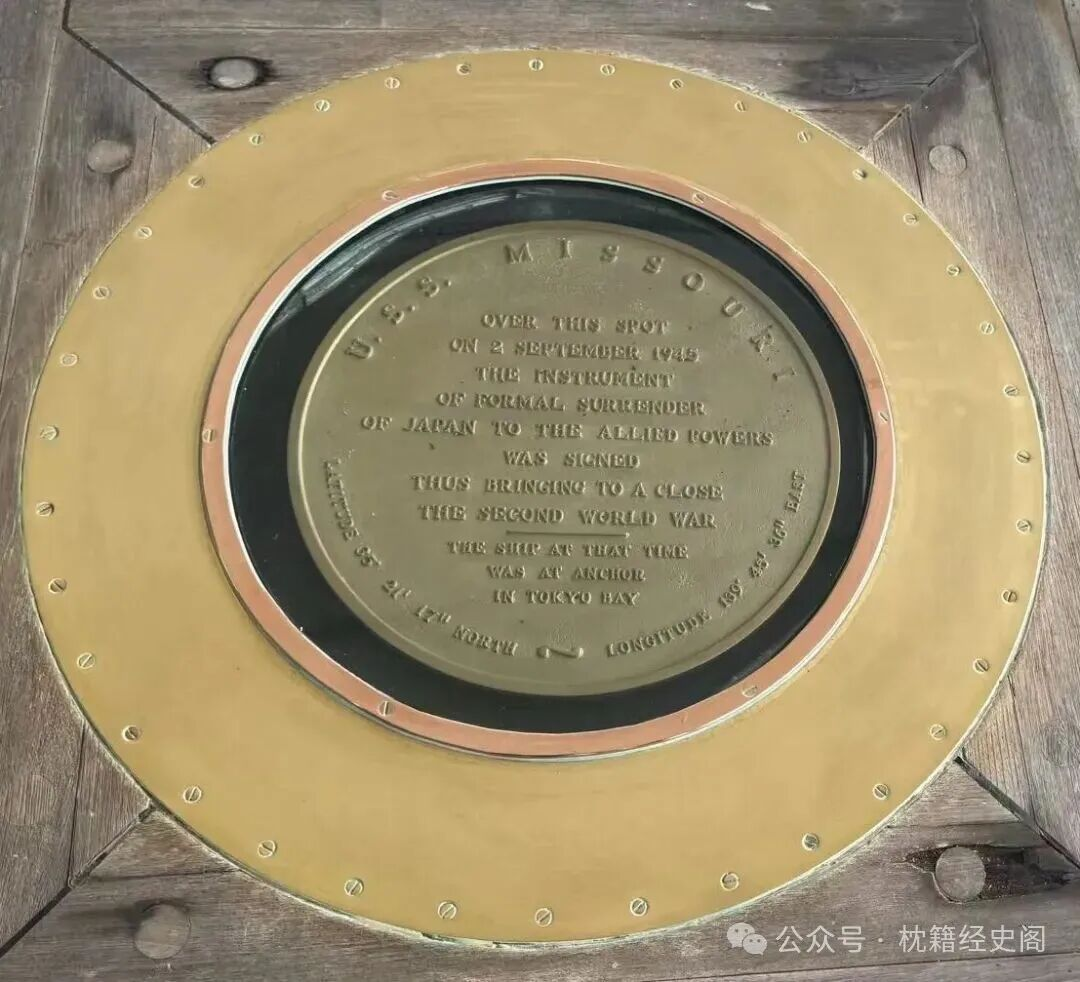 U.S.S. MISSOURI
OVER THIS SPOT
ON 2 SEPTEMBER 1945
THE INSTRUMENT
OF FORMAL SURRENDER
OF JAPAN TO THE ALLIED POWERS
WAS SIGNED
THUS BRINGING TO A CLOSE
THE SECOND WORLD WAR
THE SHIP AT THAT TIME
WAS AT ANCHOR
IN TOKYO BAY
LATITUDE 35° 21' 17" NORTH ~ LONGITUDE 139° 45' 36" EAST
公众号 · 枕籍经史阁